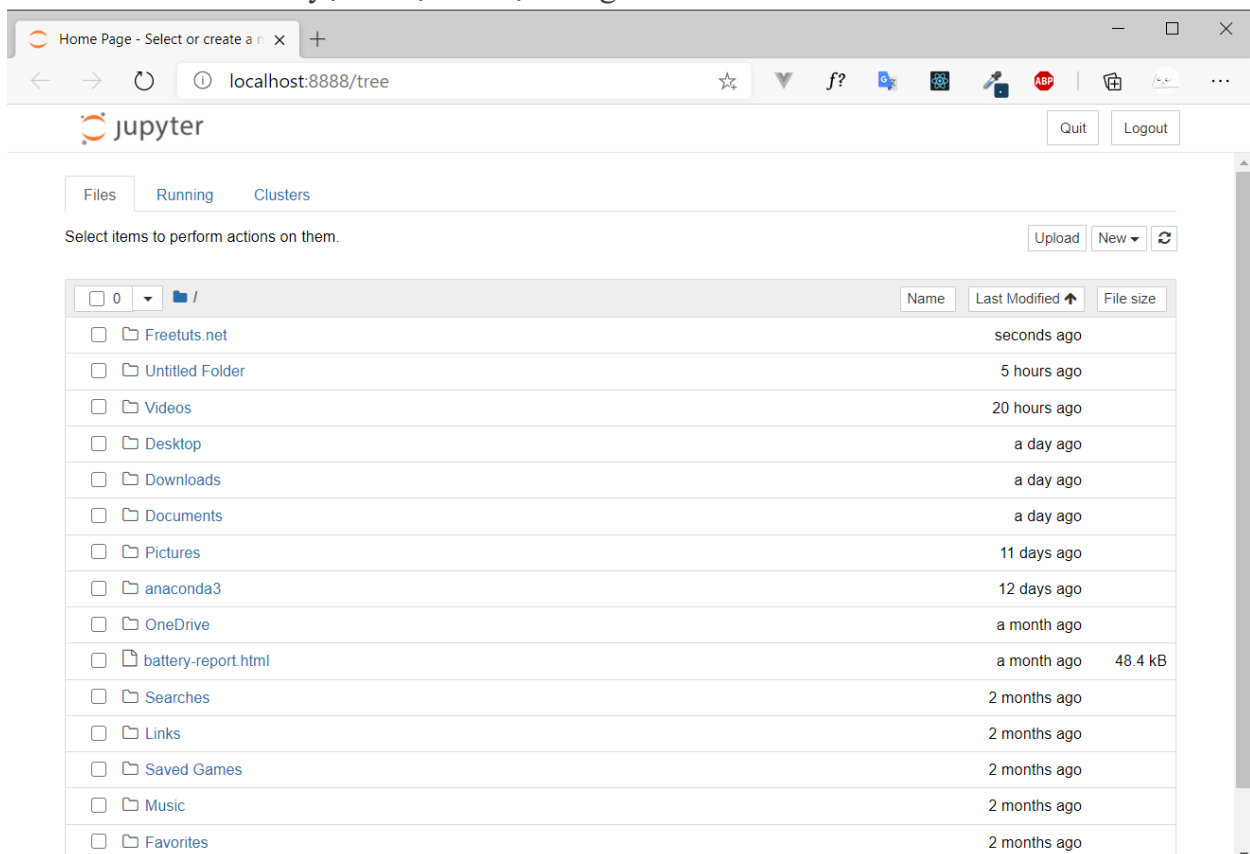 Home Page - Select or create a n
localhost:8888/tree
f?
ABP
jupyter
Quit
Logout
Files
Running
Clusters
Select items to perform actions on them.
Upload
New
0
/
Name
Last Modified
File size
Freetuts.net seconds ago
Untitled Folder 5 hours ago
Videos 20 hours ago
Desktop a day ago
Downloads a day ago
Documents a day ago
Pictures 11 days ago
anaconda3 12 days ago
OneDrive a month ago
battery-report.html a month ago 48.4 kB
Searches 2 months ago
Links 2 months ago
Saved Games 2 months ago
Music 2 months ago
Favorites 2 months ago